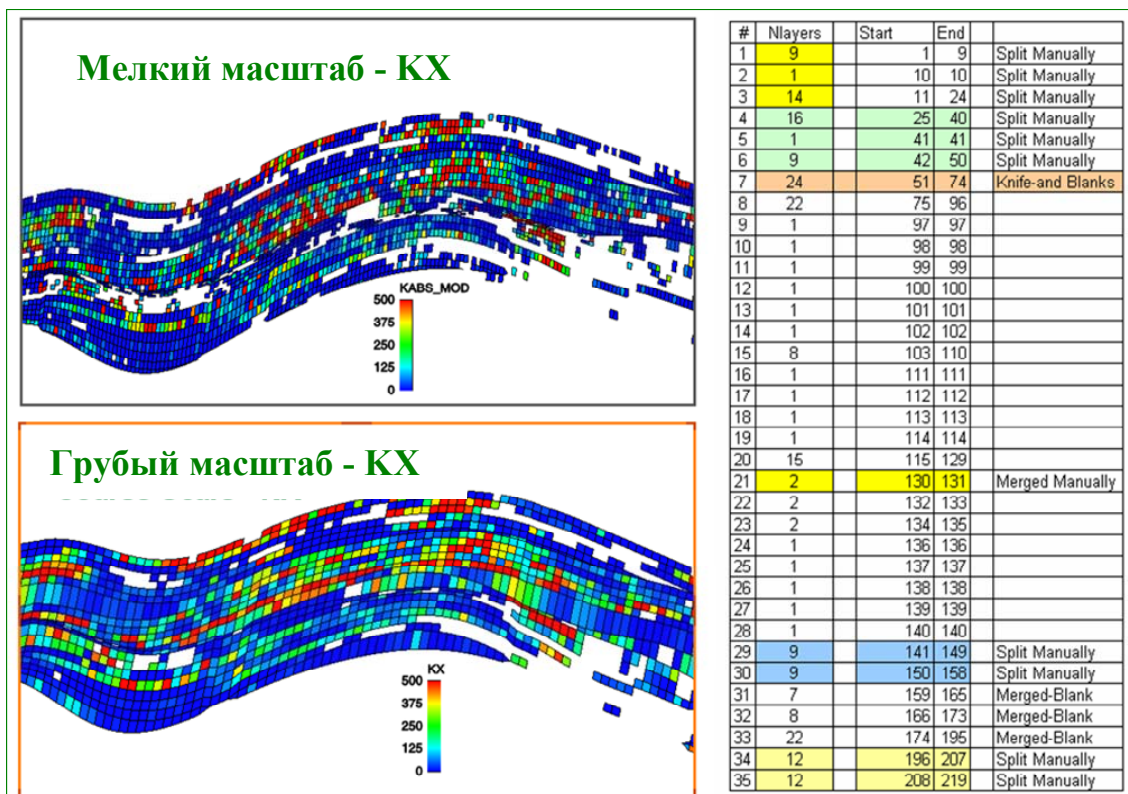 Мелкий масштаб - KX
KABS_MOD
500
375
250
125
0
Грубый масштаб - KX
KX
500
375
250
125
0
# Nlayers Start End
1 9 1 9 Split Manually
2 1 10 10 Split Manually
3 14 11 24 Split Manually
4 16 25 40 Split Manually
5 1 41 41 Split Manually
6 9 42 50 Split Manually
7 24 51 74 Knife-and Blanks
8 22 75 96
9 1 97 97
10 1 98 98
11 1 99 99
12 1 100 100
13 1 101 101
14 1 102 102
15 8 103 110
16 1 111 111
17 1 112 112
18 1 113 113
19 1 114 114
20 15 115 129
21 2 130 131 Merged Manually
22 2 132 133
23 2 134 135
24 1 136 136
25 1 137 137
26 1 138 138
27 1 139 139
28 1 140 140
29 9 141 149 Split Manually
30 9 150 158 Split Manually
31 7 159 165 Merged-Blank
32 8 166 173 Merged-Blank
33 22 174 195 Merged-Blank
34 12 196 207 Split Manually
35 12 208 219 Split Manually